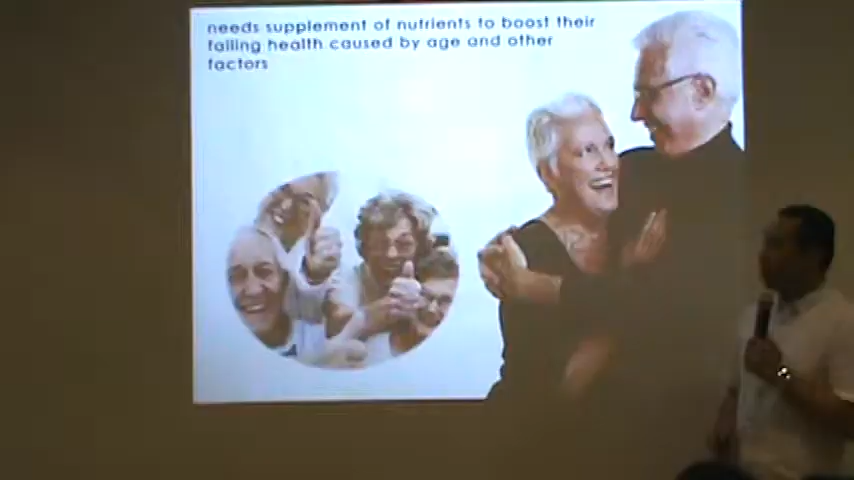 needs supplement of nutrients to boost their
failing health caused by age and other
factors